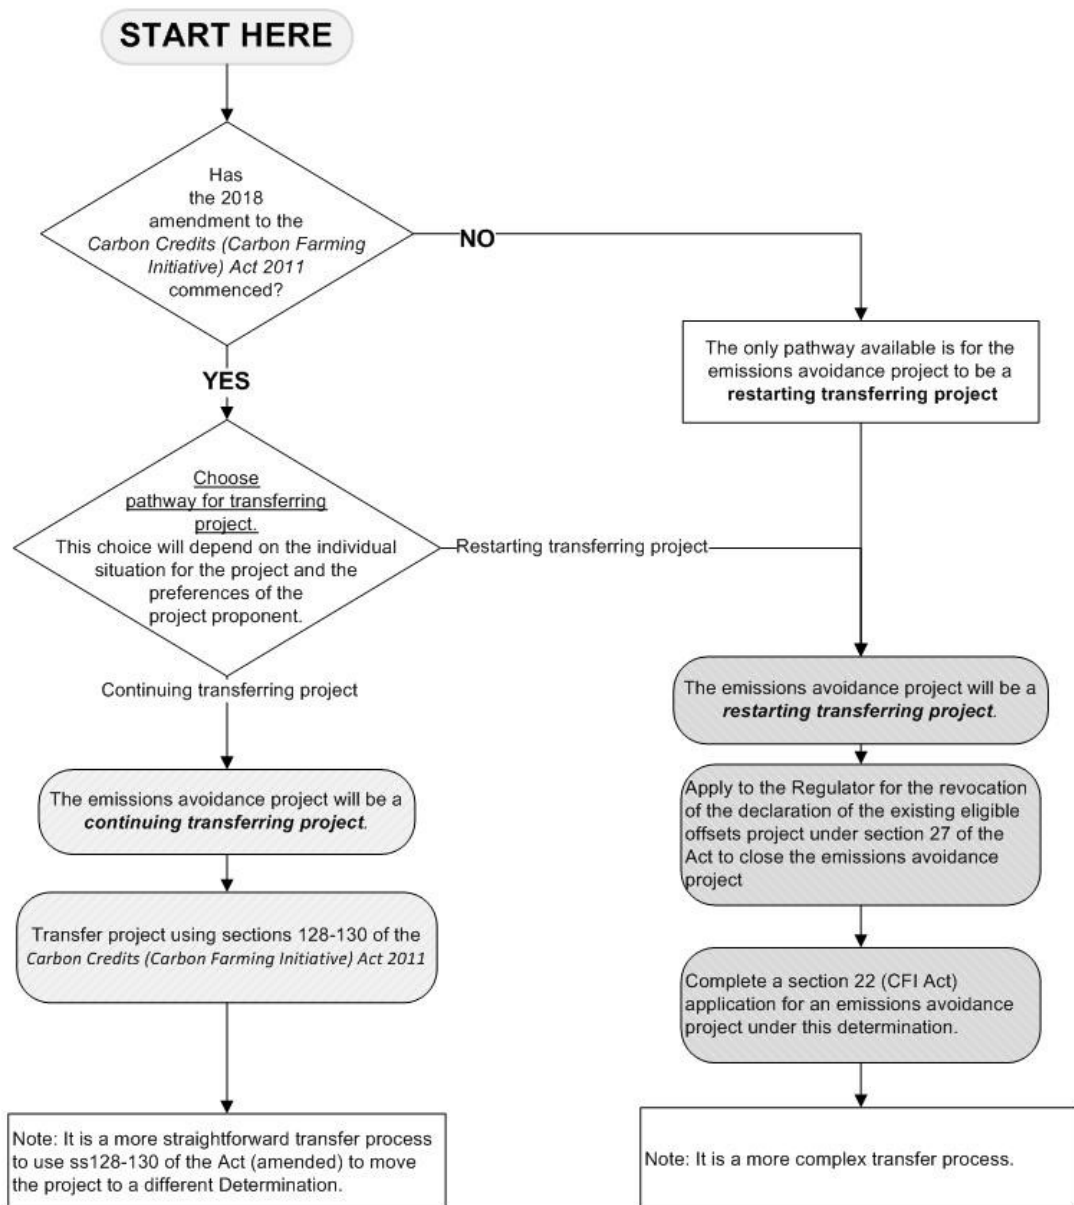 START HERE
Has
the 2018
amendment to the
Carbon Credits (Carbon Farming
Initiative) Act 2011
commenced?
NO
The only pathway available is for the
emissions avoidance project to be a
restarting transferring project
YES
Choose
pathway for transferring
project.
This choice will depend on the individual
situation for the project and the
preferences of the
project proponent.
Restarting transferring project
Continuing transferring project
The emissions avoidance project will be a
restarting transferring project.
The emissions avoidance project will be a
continuing transferring project.
Apply to the Regulator for the revocation
of the declaration of the existing eligible
offsets project under section 27 of the
Act to close the emissions avoidance
project
Transfer project using sections 128-130 of the
Carbon Credits (Carbon Farming Initiative) Act 2011
Complete a section 22 (CFI Act)
application for an emissions avoidance
project under this determination.
Note: It is a more straightforward transfer process
to use ss128-130 of the Act (amended) to move
the project to a different Determination.
Note: It is a more complex transfer process.